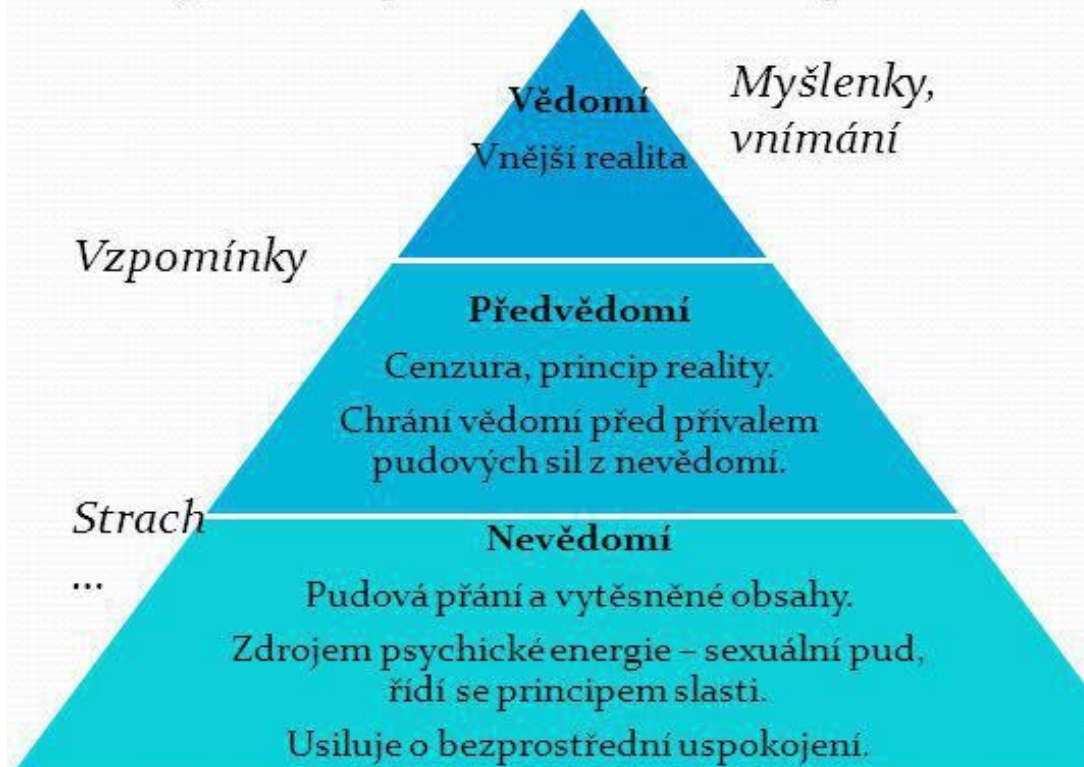 Vědomí
Vnější realita
Myšlenky,
vnímání
Vzpomínky
Předvědomí
Cenzura, princip reality.
Chrání vědomí před přívalem
pudových sil z nevědomí.
Strach
...
Nevědomí
Pudová přání a vytěsněné obsahy.
Zdrojem psychické energie – sexuální pud,
řídí se principem slasti.
Usiluje o bezprostřední uspokojení.